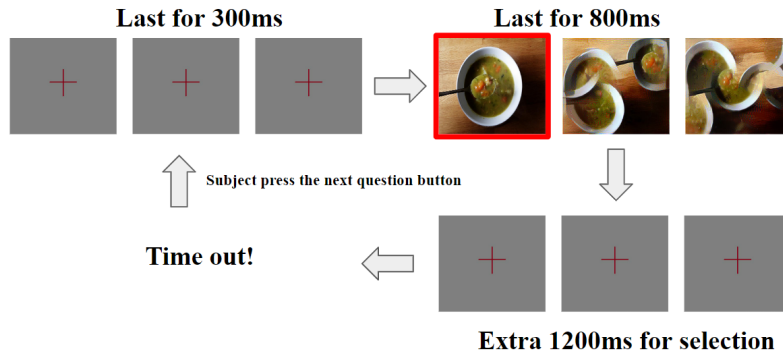 Last for 300ms
Last for 800ms
Subject press the next question button
Time out!
Extra 1200ms for selection